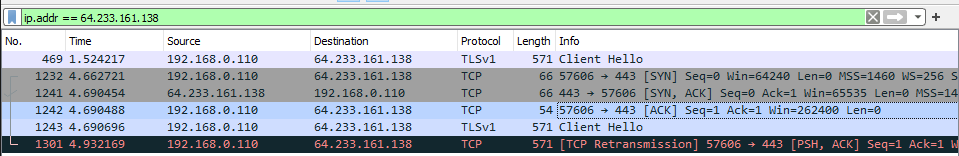 ip.addr == 64.233.161.138
No. Time Source Destination Protocol Length Info
469 1.524217 192.168.0.110 64.233.161.138 TLSv1 571 Client Hello
1232 4.662721 192.168.0.110 64.233.161.138 TCP 66 57606 → 443 [SYN] Seq=0 Win=64240 Len=0 MSS=1460 WS=256 S
1241 4.690454 64.233.161.138 192.168.0.110 TCP 66 443 → 57606 [SYN, ACK] Seq=0 Ack=1 Win=65535 Len=0 MSS=14
1242 4.690488 192.168.0.110 64.233.161.138 TCP 54 57606 → 443 [ACK] Seq=1 Ack=1 Win=262400 Len=0
1243 4.690696 192.168.0.110 64.233.161.138 TLSv1 571 Client Hello
1301 4.932169 192.168.0.110 64.233.161.138 TCP 571 [TCP Retransmission] 57606 → 443 [PSH, ACK] Seq=1 Ack=1 W